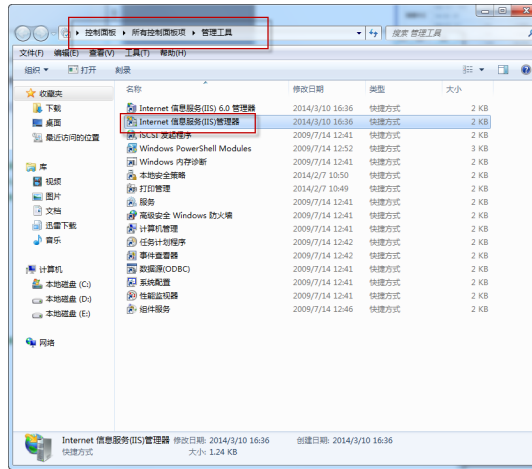 控制面板 ▸ 所有控制面板项 ▸ 管理工具
搜索 管理工具
文件(F) 编辑(E) 查看(V) 工具(T) 帮助(H)
组织 打开 刻录
名称 修改日期 类型 大小
收藏夹
下载
桌面
最近访问的位置
库
视频
图片
文档
迅雷下载
音乐
计算机
本地磁盘 (C:)
本地磁盘 (D:)
本地磁盘 (E:)
网络
Internet 信息服务(IIS) 6.0 管理器 2014/3/10 16:36 快捷方式 2 KB
Internet 信息服务(IIS)管理器 2014/3/10 16:36 快捷方式 2 KB
iSCSI 发起程序 2009/7/14 12:41 快捷方式 2 KB
Windows PowerShell Modules 2009/7/14 12:52 快捷方式 3 KB
Windows 内存诊断 2009/7/14 12:41 快捷方式 2 KB
本地安全策略 2014/2/7 10:50 快捷方式 2 KB
打印管理 2014/2/7 10:49 快捷方式 2 KB
服务 2009/7/14 12:41 快捷方式 2 KB
高级安全 Windows 防火墙 2009/7/14 12:41 快捷方式 2 KB
计算机管理 2009/7/14 12:41 快捷方式 2 KB
任务计划程序 2009/7/14 12:42 快捷方式 2 KB
事件查看器 2009/7/14 12:42 快捷方式 2 KB
数据源(ODBC) 2009/7/14 12:41 快捷方式 2 KB
系统配置 2009/7/14 12:41 快捷方式 2 KB
性能监视器 2009/7/14 12:41 快捷方式 2 KB
组件服务 2009/7/14 12:46 快捷方式 2 KB
Internet 信息服务(IIS)管理器 修改日期: 2014/3/10 16:36 创建日期: 2014/3/10 16:36
快捷方式 大小: 1.24 KB